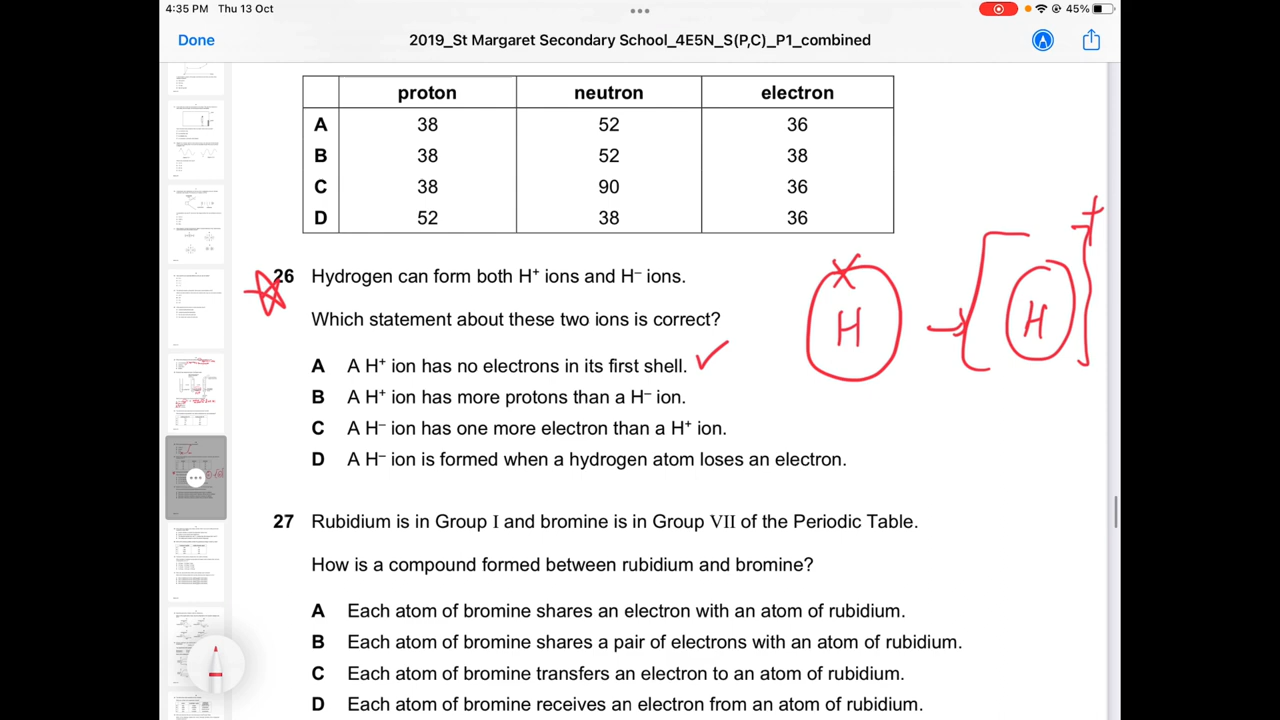 4:35 PM Thu 13 Oct
45%
Done
2019_St Margaret Secondary School_4E5N_S(P,C)_P1_combined
proton neutron electron
A 38 52 36
B 38 52 38
C 38 90 36
D 52 38 36
26 Hydrogen can form both H⁺ ions and H⁻ ions.
Which statement about these two ions is correct?
A A H⁺ ion has no electrons in its first shell.
B A H⁺ ion has more protons than a H⁻ ion.
C A H⁻ ion has one more electron than a H⁺ ion.
D A H⁻ ion is formed when a hydrogen atom loses an electron.
H H +
27 Rubidium is in Group I and bromine is in Group VII of the Periodic Table.
How is a compound formed between rubidium and bromine?
A Each atom of bromine shares an electron with an atom of rubidium.
B Each atom of bromine shares a pair of electrons with an atom of rubidium.
C Each atom of bromine transfers an electron to an atom of rubidium.
D Each atom of bromine receives an electron from an atom of rubidium.